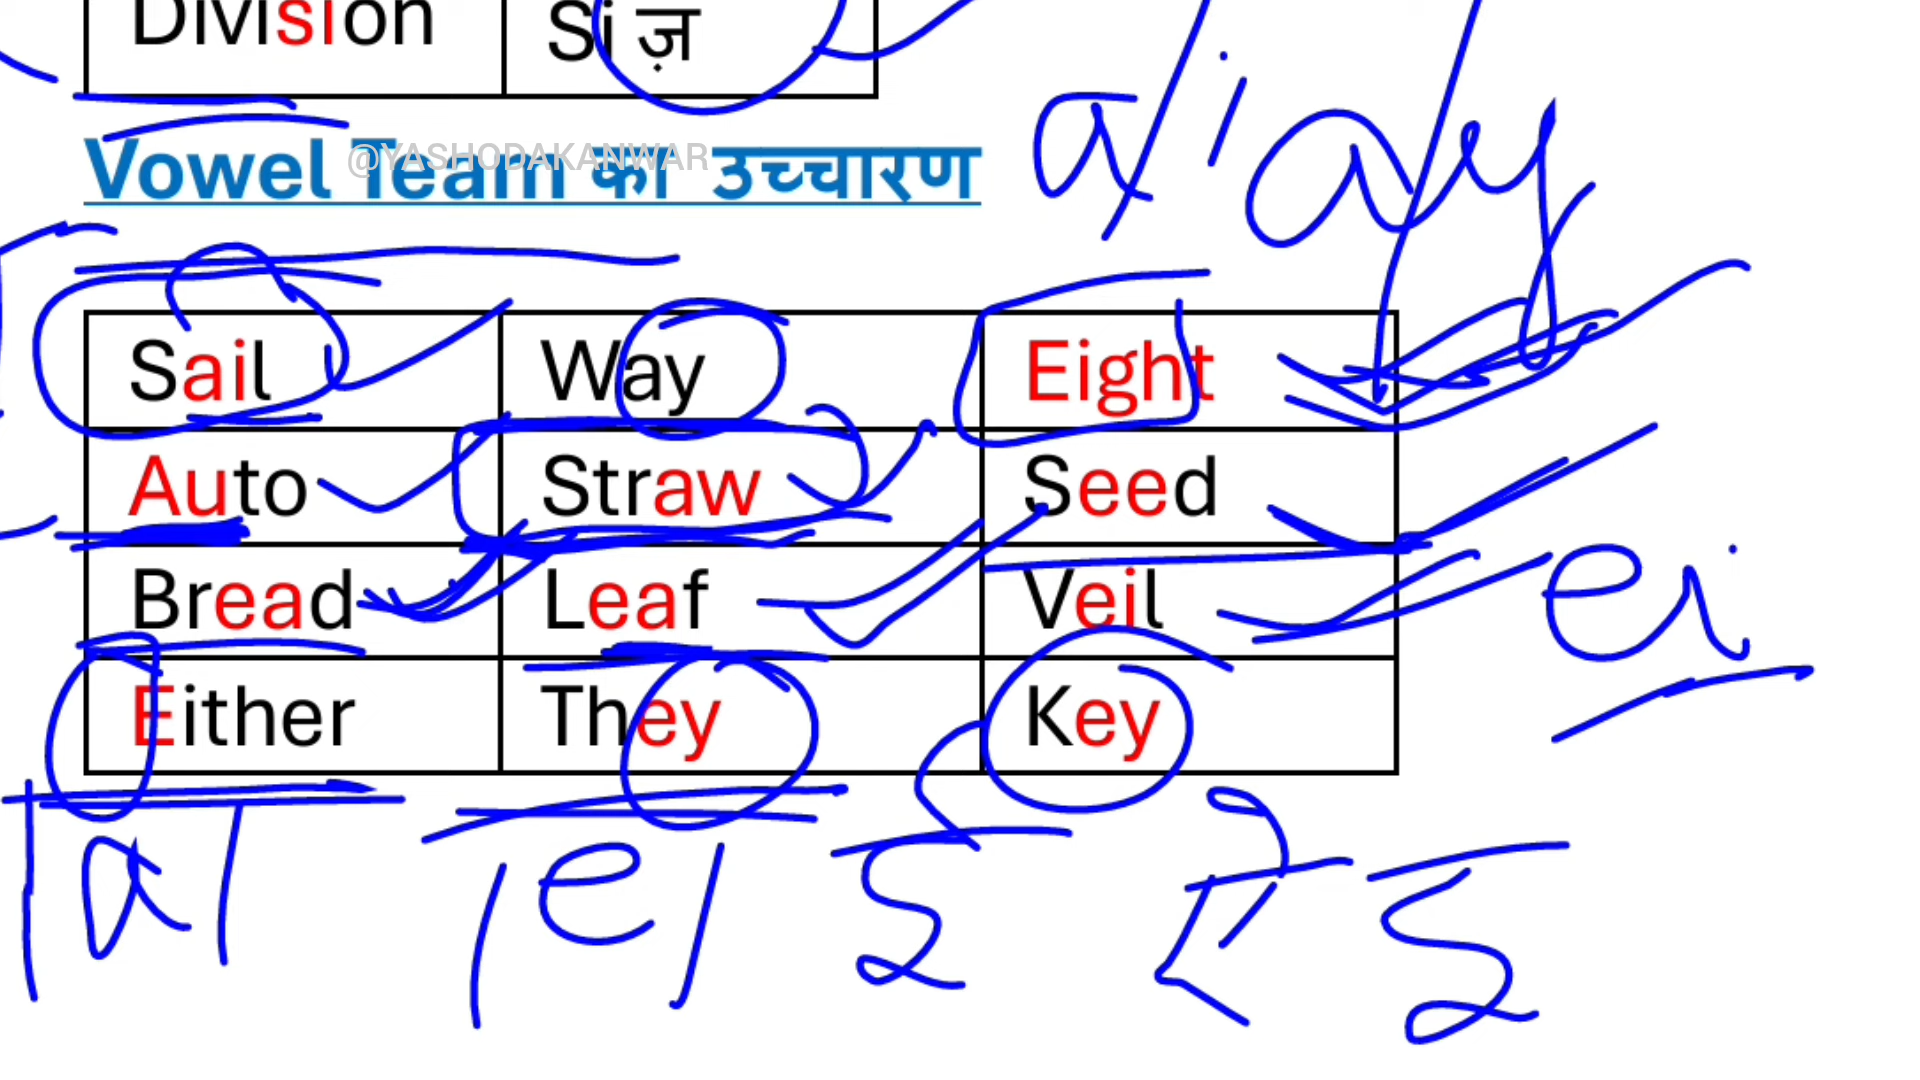 Division Si ज़
Vowel Team का उच्चारण
@YASHODAKANWAR
a i ay
Sail Way Eight
Auto Straw Seed
Bread Leaf Veil
ei
Either They Key
/a/ /e/ ई